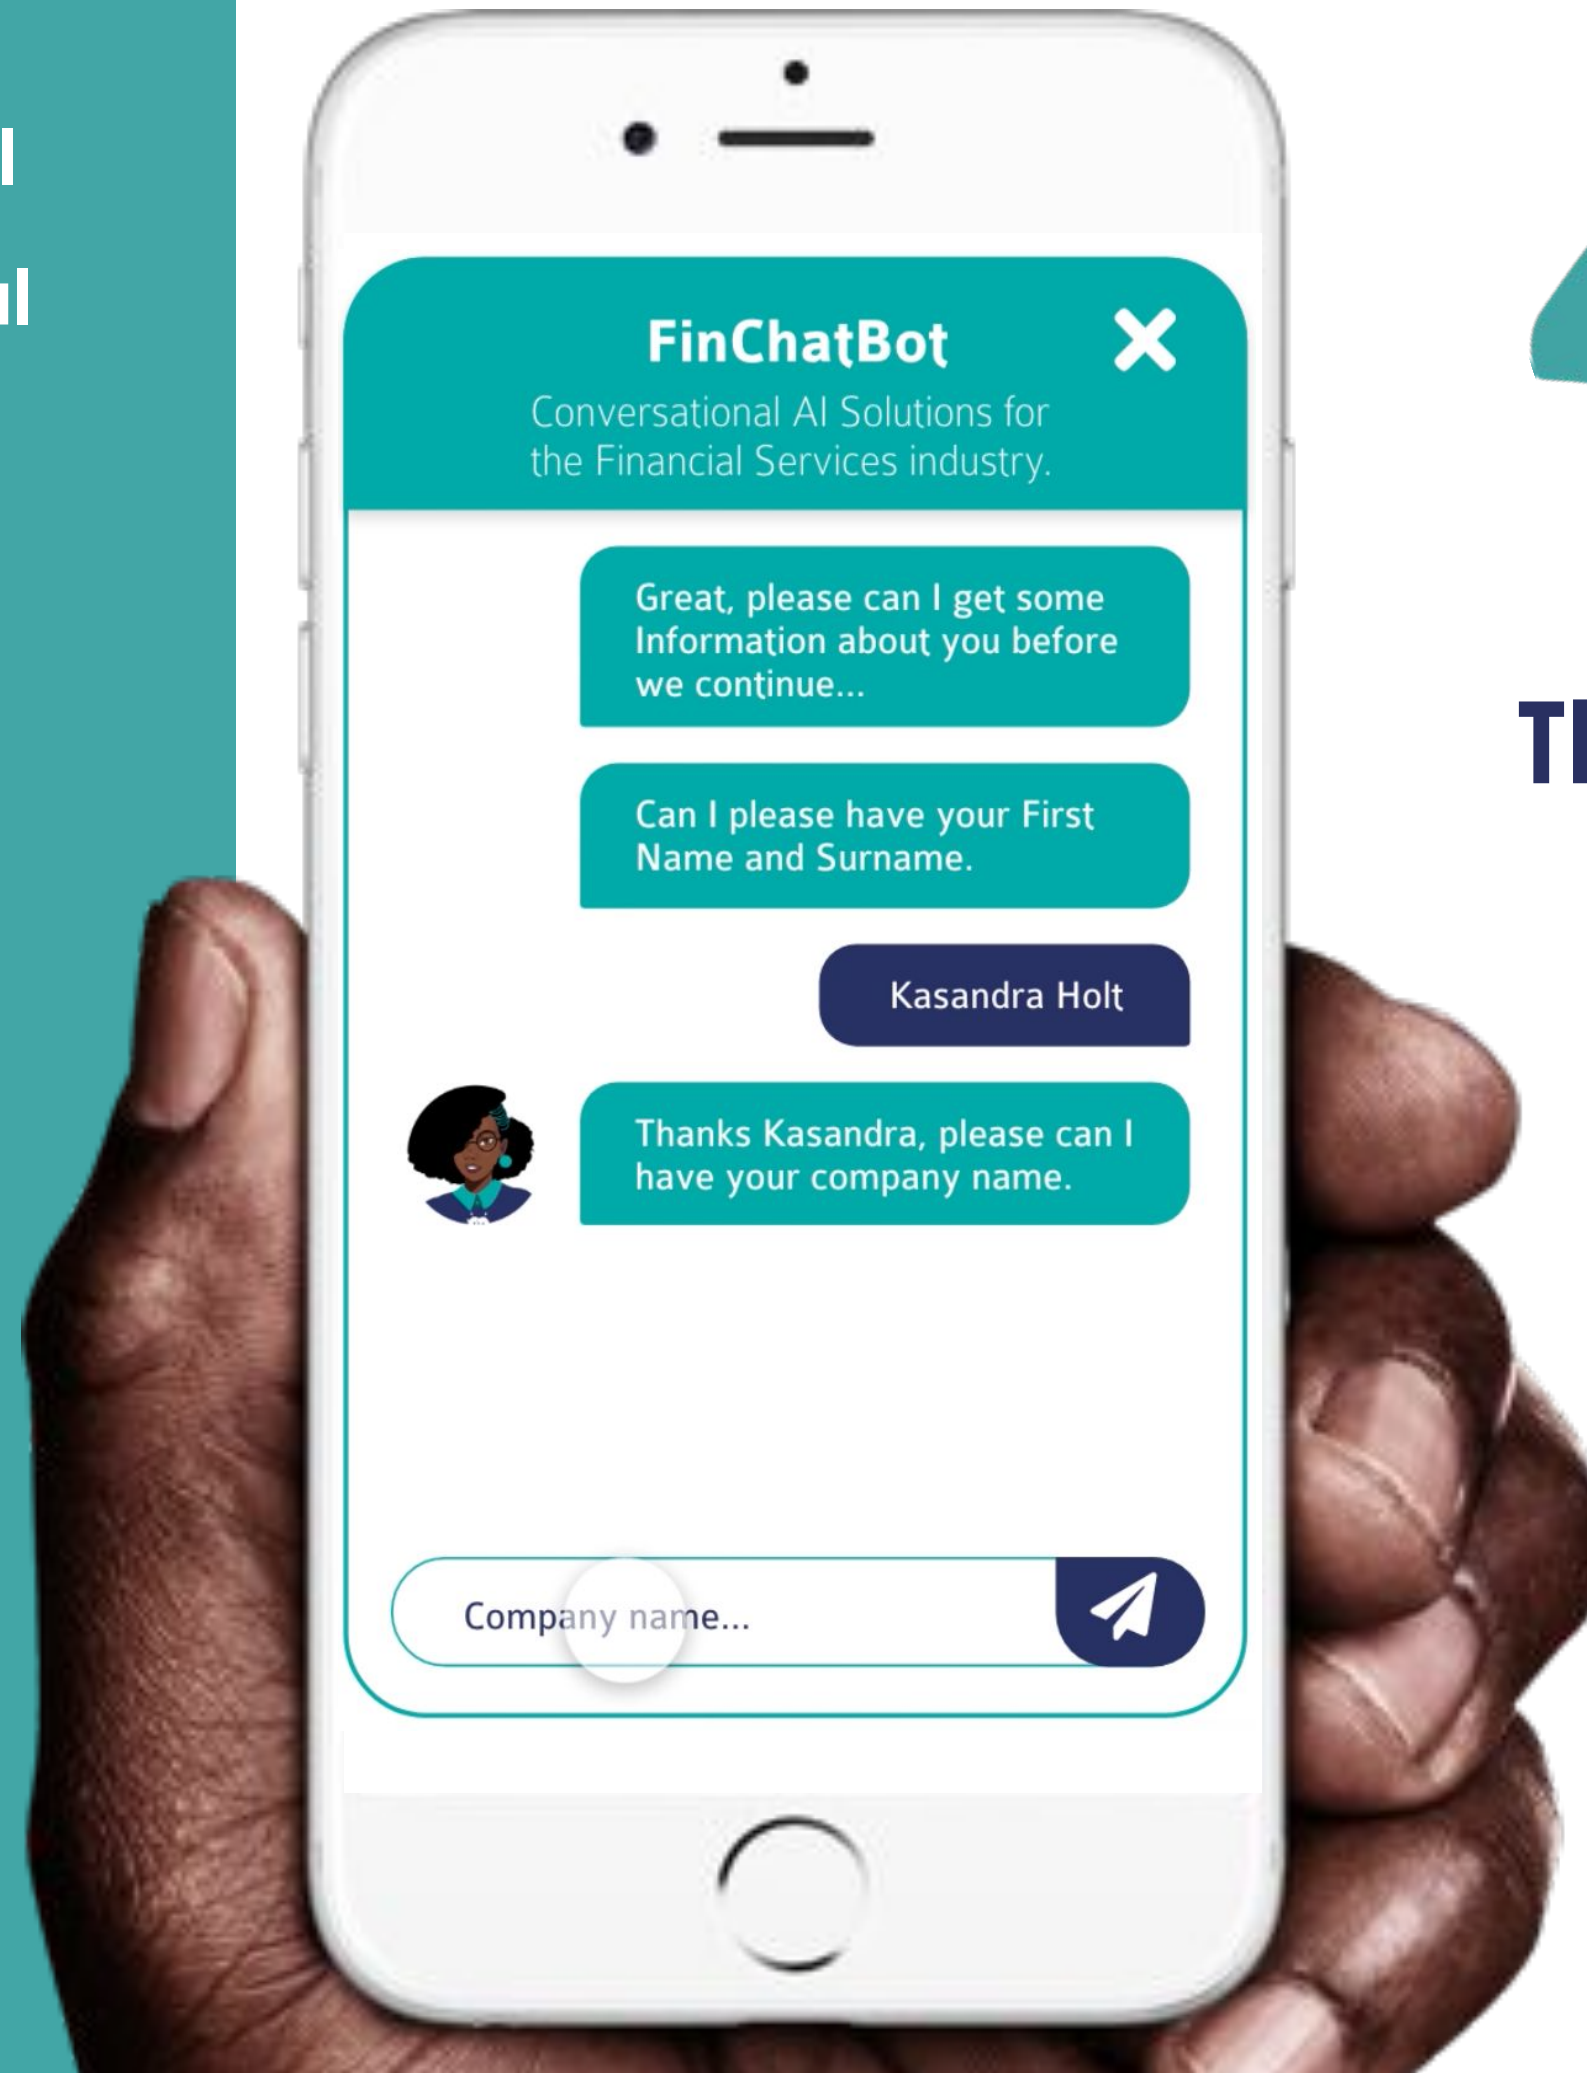 FinChatBot
Conversational AI Solutions for
the Financial Services industry.
Great, please can I get some
Information about you before
we continue...
Can I please have your First
Name and Surname.
Kasandra Holt
Thanks Kasandra, please can I
have your company name.
Company name...